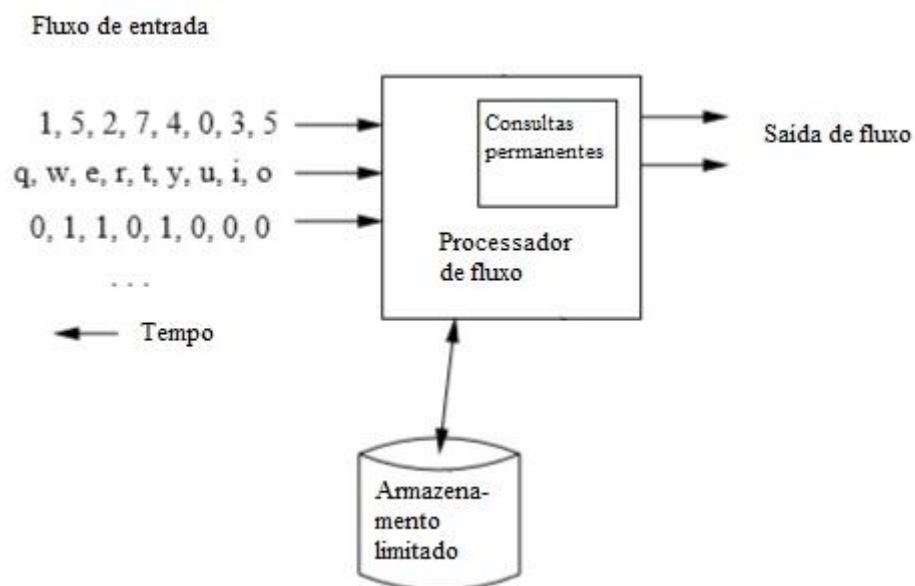 Fluxo de entrada
1, 5, 2, 7, 4, 0, 3, 5
q, w, e, r, t, y, u, i, o
0, 1, 1, 0, 1, 0, 0, 0
. . .
Tempo
Consultas
permanentes
Processador
de fluxo
Saída de fluxo
Armazena-
mento
limitado